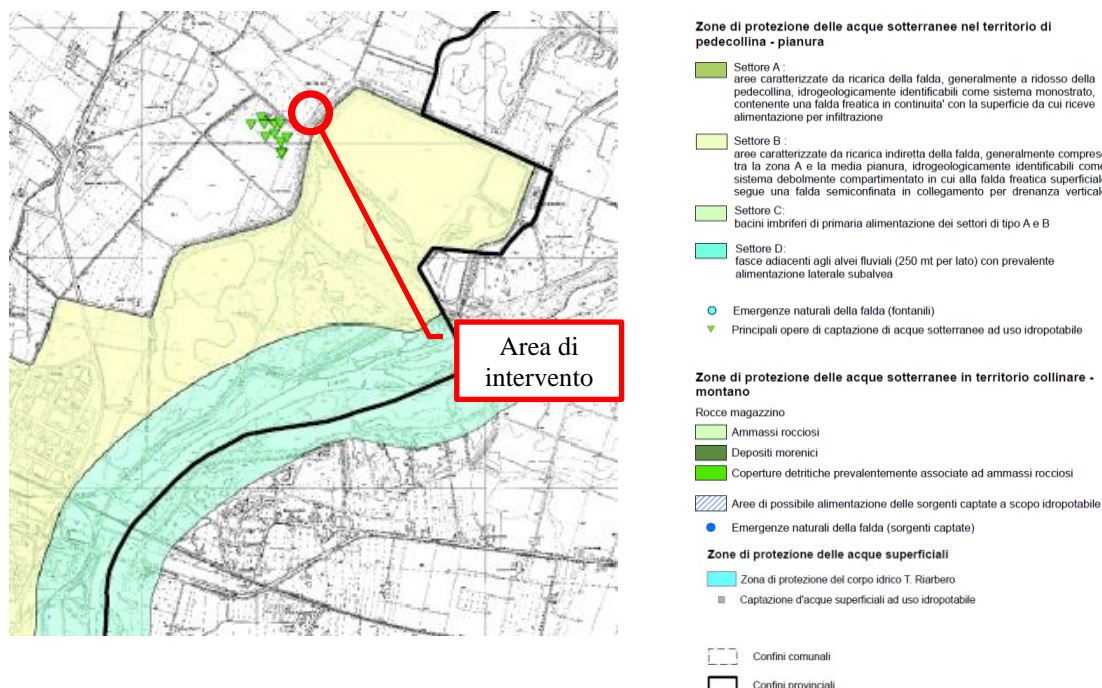 Area di
intervento
Zone di protezione delle acque sotterranee nel territorio di
pedecollina - pianura
Settore A :
aree caratterizzate da ricarica della falda, generalmente a ridosso della
pedecollina, idrogeologicamente identificabili come sistema monostrato,
contenente una falda freatica in continuita' con la superficie da cui riceve
alimentazione per infiltrazione
Settore B :
aree caratterizzate da ricarica indiretta della falda, generalmente comprese
tra la zona A e la media pianura, idrogeologicamente identificabili come
sistema debolmente compartimentato in cui alla falda freatica superficiale
segue una falda semiconfinata in collegamento per drenanza verticale
Settore C:
bacini imbriferi di primaria alimentazione dei settori di tipo A e B
Settore D:
fasce adiacenti agli alvei fluviali (250 mt per lato) con prevalente
alimentazione laterale subalvea
Emergenze naturali della falda (fontanili)
Principali opere di captazione di acque sotterranee ad uso idropotabile
Zone di protezione delle acque sotterranee in territorio collinare -
montano
Rocce magazzino
Ammassi rocciosi
Depositi morenici
Coperture detritiche prevalentemente associate ad ammassi rocciosi
Aree di possibile alimentazione delle sorgenti captate a scopo idropotabile
Emergenze naturali della falda (sorgenti captate)
Zone di protezione delle acque superficiali
Zona di protezione del corpo idrico T. Riarbero
Captazione d'acque superficiali ad uso idropotabile
Confini comunali
Confini provinciali